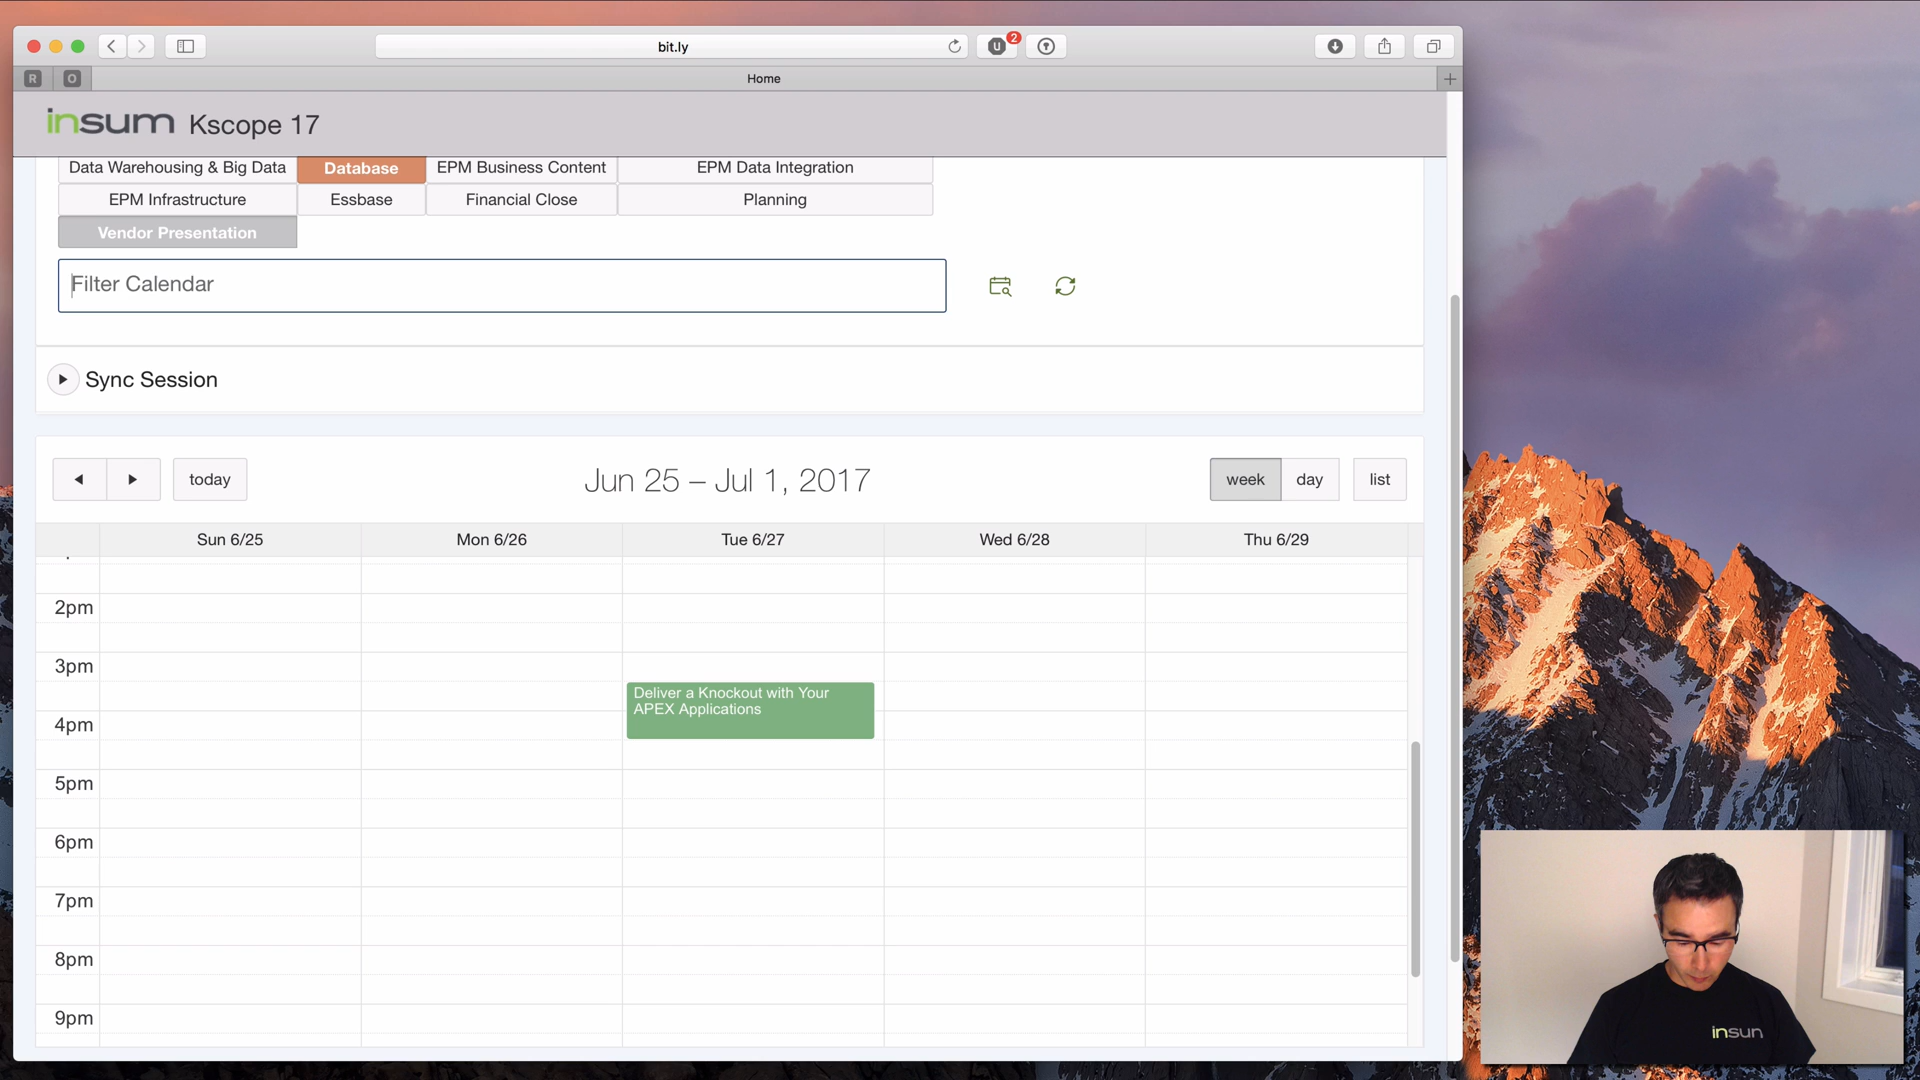 bit.ly
2
R
O
Home
insum Kscope 17
Data Warehousing & Big Data
Database
EPM Business Content
EPM Data Integration
EPM Infrastructure
Essbase
Financial Close
Planning
Vendor Presentation
Filter Calendar
Sync Session
today
Jun 25 – Jul 1, 2017
week
day
list
Sun 6/25
Mon 6/26
Tue 6/27
Wed 6/28
Thu 6/29
2pm
3pm
Deliver a Knockout with Your
APEX Applications
4pm
5pm
6pm
7pm
8pm
9pm
insun